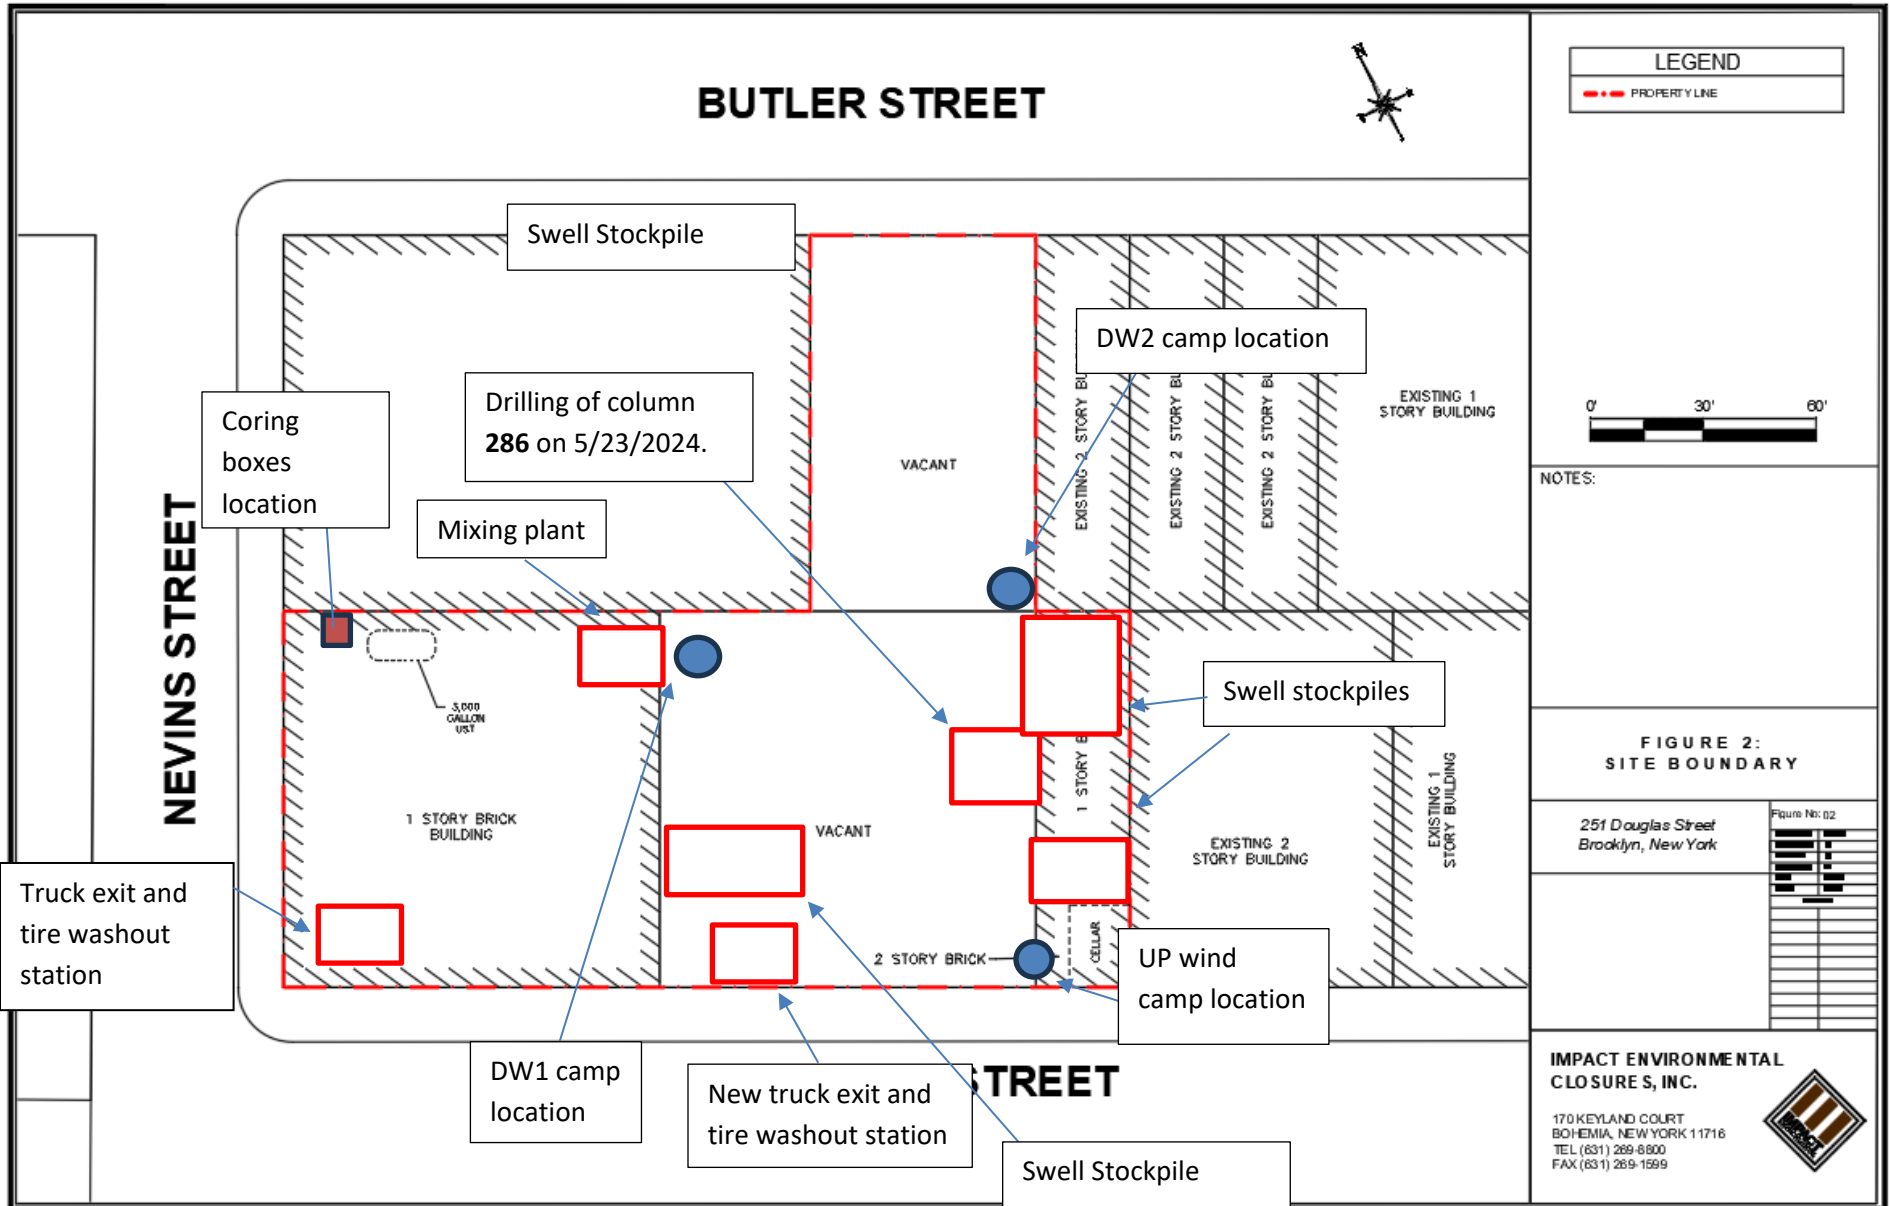 BUTLER STREET
N
LEGEND
PROPERTY LINE
Swell Stockpile
DW2 camp location
Drilling of column
286 on 5/23/2024.
Coring
boxes
location
Mixing plant
VACANT
EXISTING 2 STORY BU
EXISTING 2 STORY BU
EXISTING 2 STORY BU
EXISTING 1
STORY BUILDING
0' 30' 60'
NOTES:
NEVINS STREET
3,000
GALLON
UST
Swell stockpiles
1 STORY B
1 STORY BRICK
BUILDING
VACANT
EXISTING 2
STORY BUILDING
EXISTING 1
STORY BUILDING
FIGURE 2:
SITE BOUNDARY
251 Douglas Street
Brooklyn, New York
Figure No: 02
Truck exit and
tire washout
station
2 STORY BRICK
CELLAR
UP wind
camp location
DW1 camp
location
New truck exit and
tire washout station
STREET
Swell Stockpile
IMPACT ENVIRONMENTAL
CLOSURES, INC.
170 KEYLAND COURT
BOHEMIA, NEW YORK 11716
TEL (631) 269-8800
FAX (631) 269-1599
IMPACT